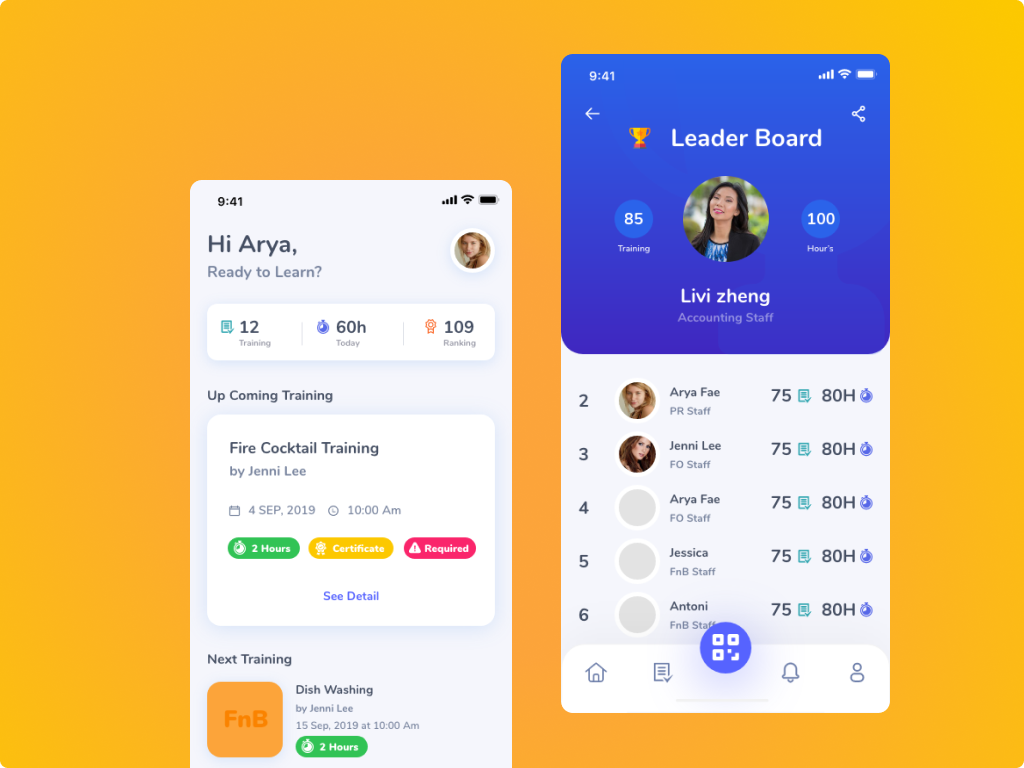 9:41
Hi Arya,
Ready to Learn?
12
Training
60h
Today
109
Ranking
Up Coming Training
Fire Cocktail Training
by Jenni Lee
4 SEP, 2019 10:00 Am
2 Hours Certificate Required
See Detail
Next Training
FnB
Dish Washing
by Jenni Lee
15 Sep, 2019 at 10:00 Am
2 Hours
9:41
Leader Board
85
Training
100
Hour's
Livi zheng
Accounting Staff
2 Arya Fae 75 80H
PR Staff
3 Jenni Lee 75 80H
FO Staff
4 Arya Fae 75 80H
FO Staff
5 Jessica 75 80H
FnB Staff
6 Antoni 75 80H
FnB Staff